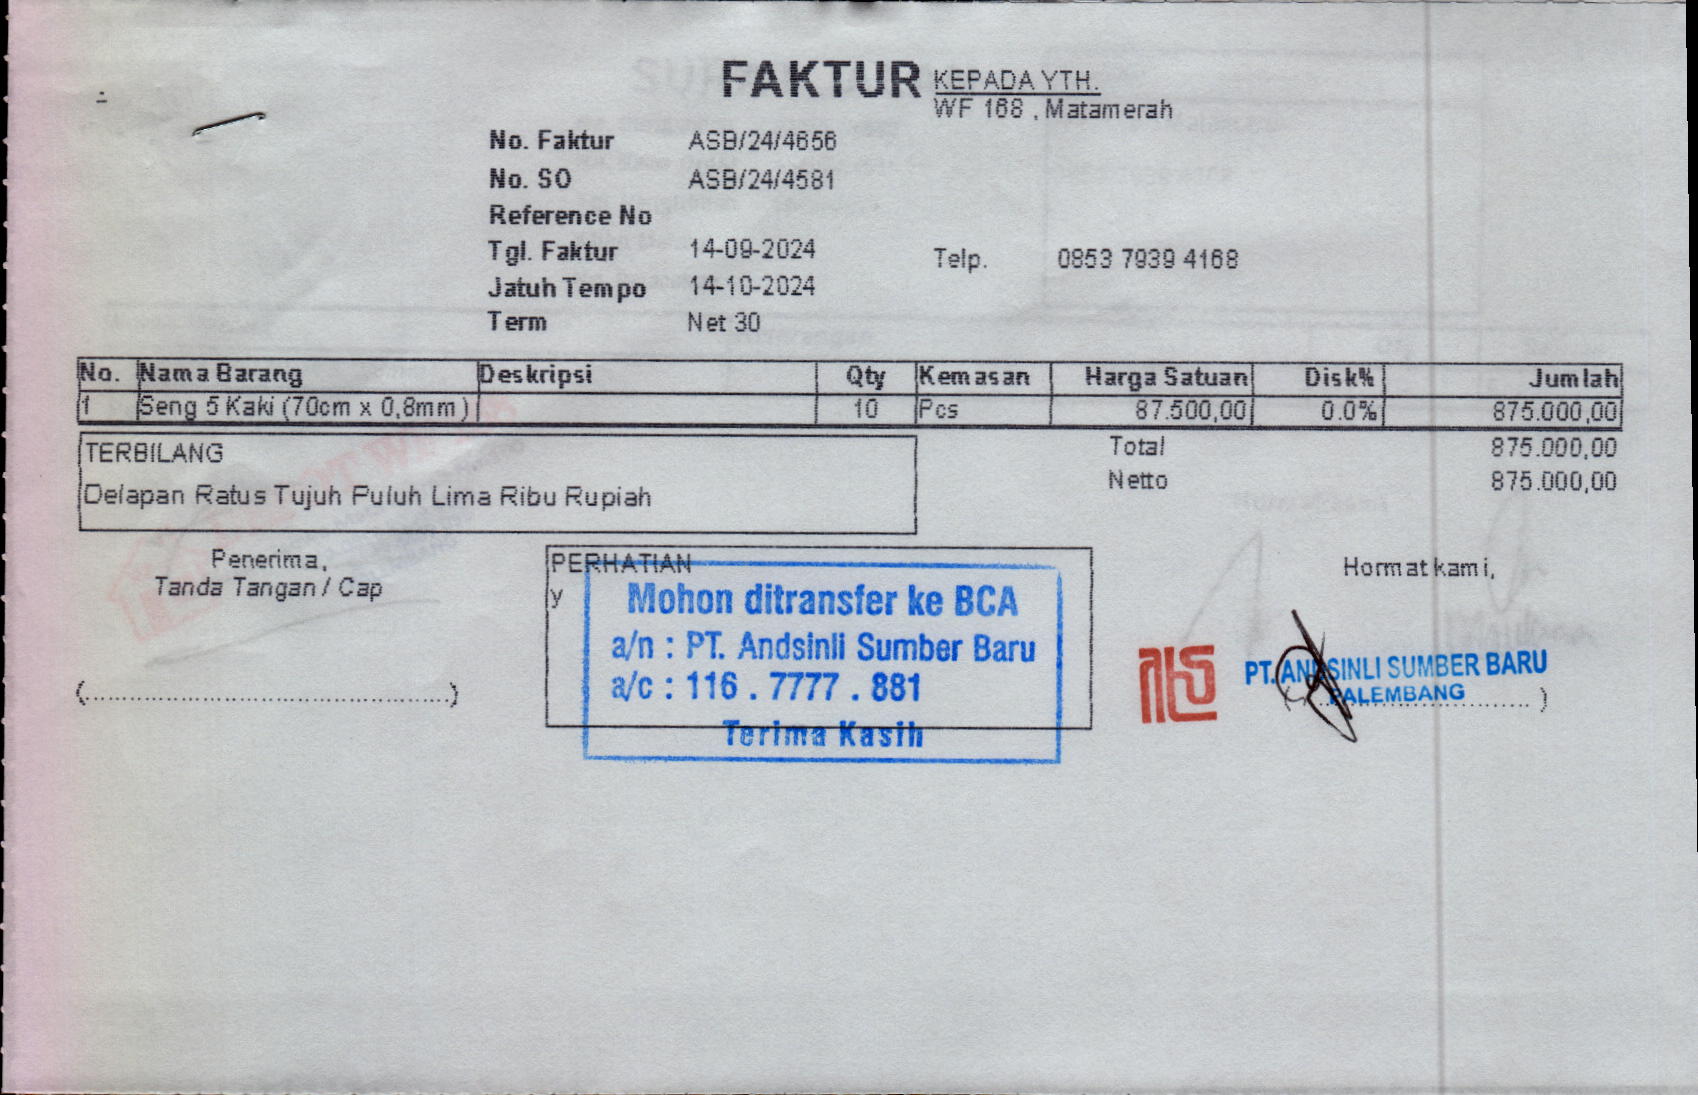 FAKTUR
KEPADA YTH.
WF 168 , Matamerah
No. Faktur ASB/24/4656
No. SO ASB/24/4581
Reference No
Tgl. Faktur 14-09-2024
Telp. 0853 7939 4168
Jatuh Tempo 14-10-2024
Term Net 30
No. Nama Barang Deskripsi Qty Kemasan Harga Satuan Disk% Jumlah
1 Seng 5 Kaki (70cm x 0,8mm) 10 Pcs 87.500,00 0.0% 875.000,00
TERBILANG
Delapan Ratus Tujuh Puluh Lima Ribu Rupiah
Total 875.000,00
Netto 875.000,00
Penerima,
Tanda Tangan / Cap
(................................................)
PERHATIAN
y
Mohon ditransfer ke BCA
a/n : PT. Andsinli Sumber Baru
a/c : 116 . 7777 . 881
Terima Kasih
Hormat kami,
PT. ANDSINLI SUMBER BARU
PALEMBANG
(................................)